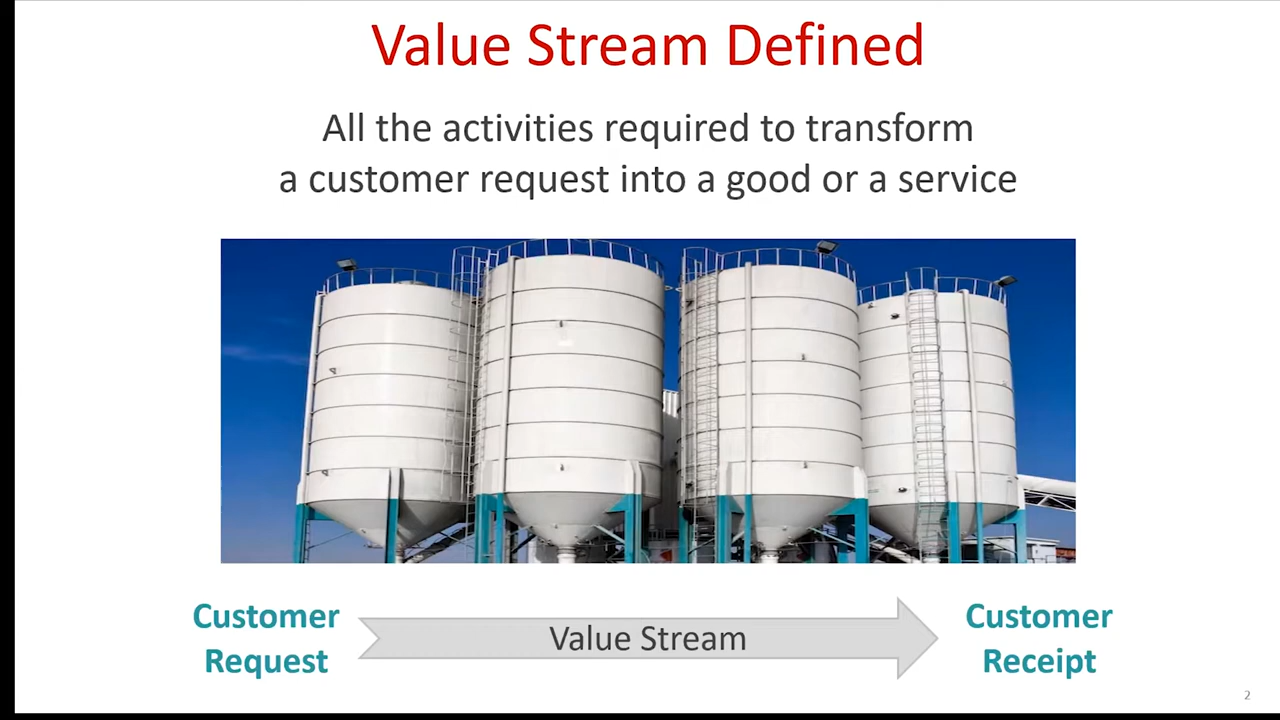 Value Stream Defined
All the activities required to transform
a customer request into a good or a service
Customer
Request
Value Stream
Customer
Receipt
2